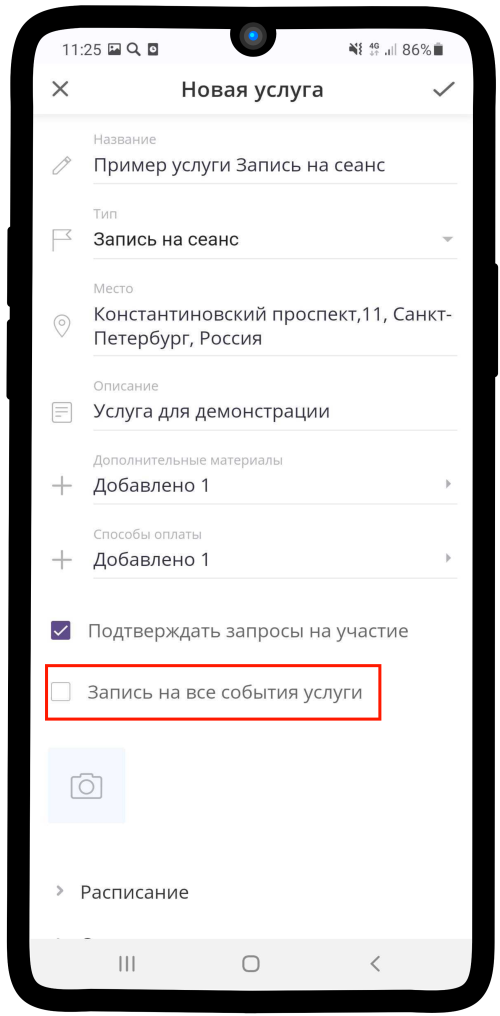 11:25
4G
86%
Новая услуга
Название
Пример услуги Запись на сеанс
Тип
Запись на сеанс
Место
Константиновский проспект,11, Санкт-
Петербург, Россия
Описание
Услуга для демонстрации
Дополнительные материалы
Добавлено 1
Способы оплаты
Добавлено 1
Подтверждать запросы на участие
Запись на все события услуги
Расписание